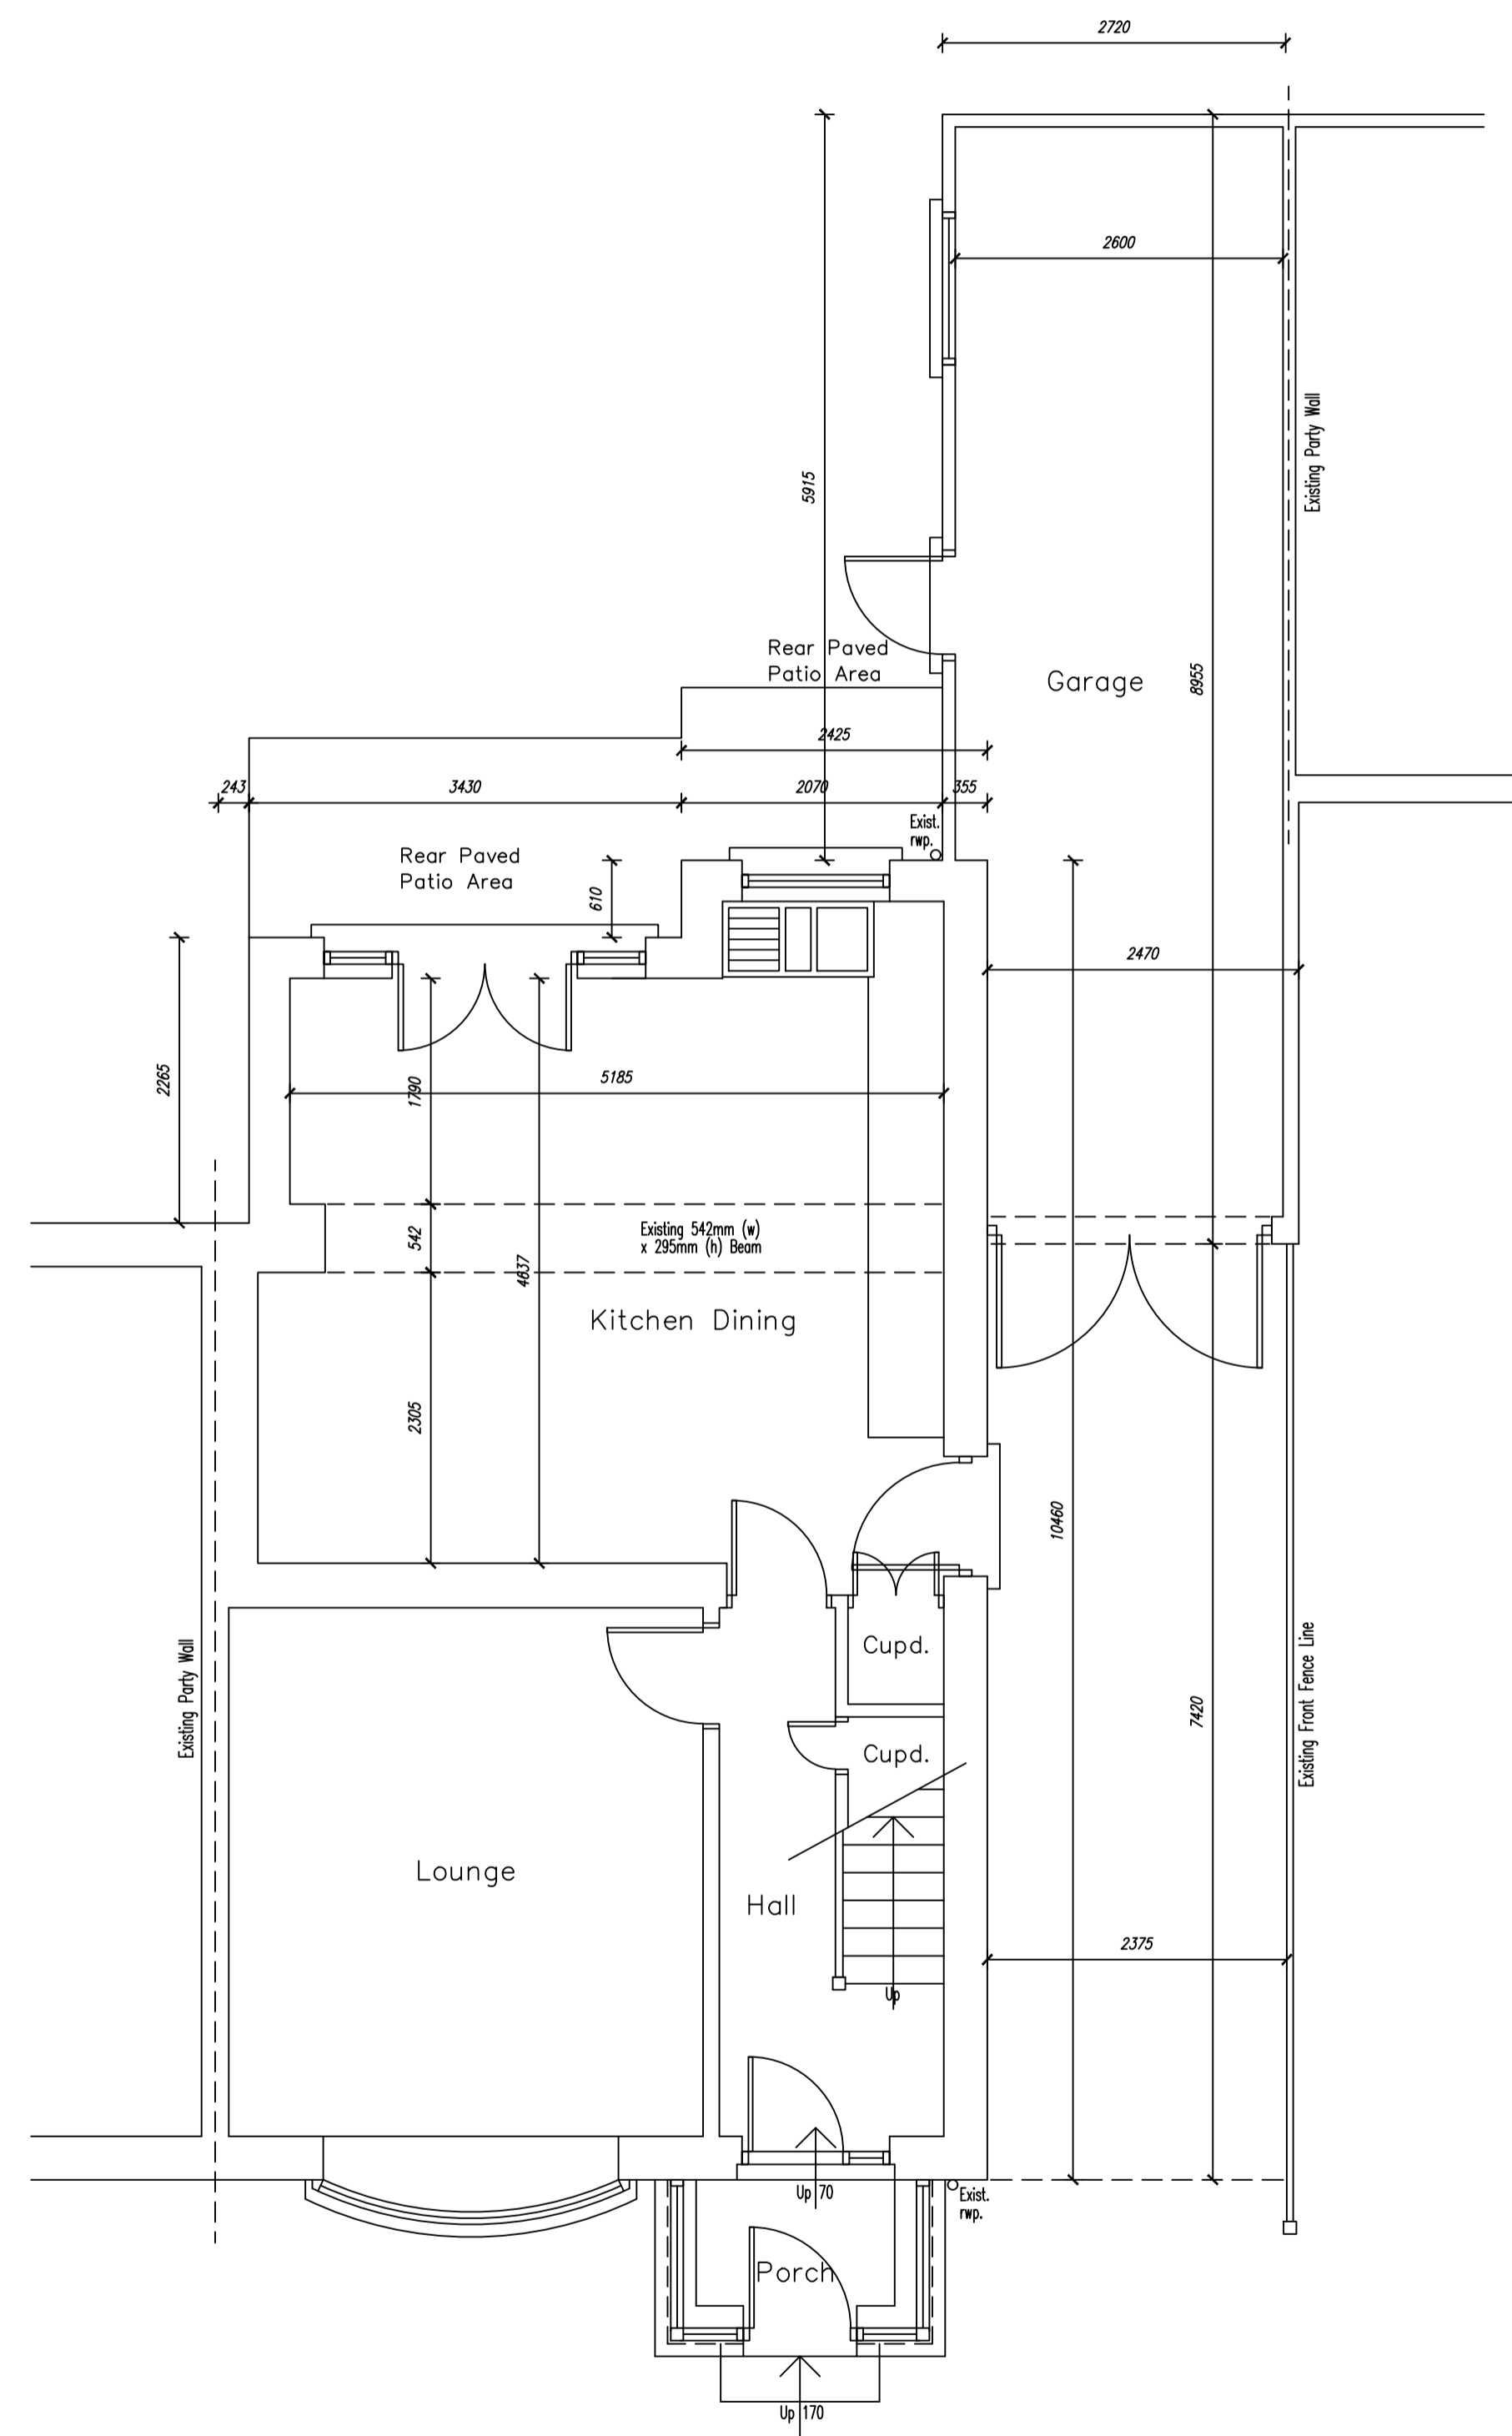 2720
2600
Existing Party Wall
5915
Rear Paved
Patio Area
Garage
8955
2425
243
3430
2070
355
Exist.
rwp.
Rear Paved
Patio Area
610
2470
2265
1790
5185
542
Existing 542mm (w)
x 295mm (h) Beam
4637
Kitchen Dining
2305
10460
Cupd.
Existing Party Wall
Existing Front Fence Line
7420
Cupd.
Lounge
Hall
2375
Up
Up 70
Exist.
rwp.
Porch
Up 170